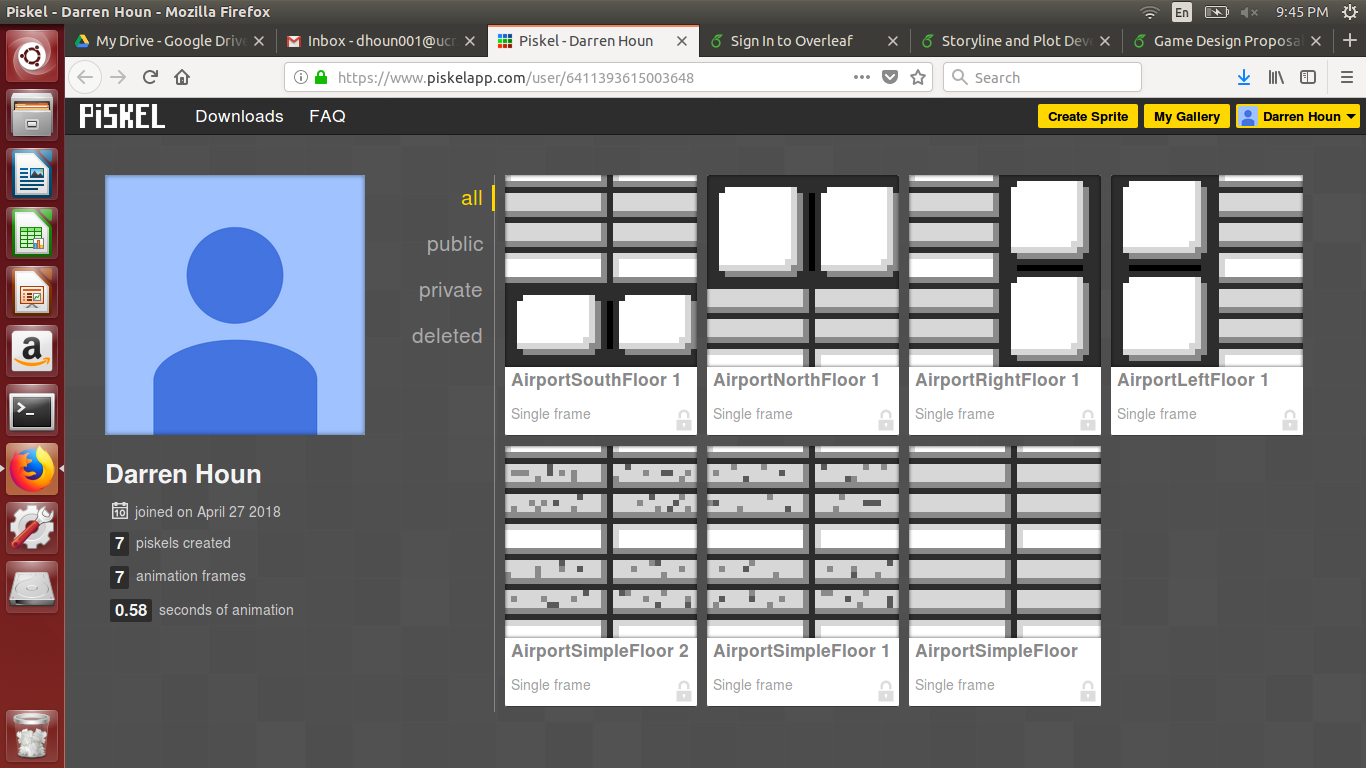 Piskel - Darren Houn - Mozilla Firefox
En
9:45 PM
My Drive - Google Drive
Inbox - dhoun001@ucr
Piskel - Darren Houn
Sign In to Overleaf
Storyline and Plot Dev
Game Design Proposa
https://www.piskelapp.com/user/6411393615003648
Search
PiSKEL
Downloads
FAQ
Create Sprite
My Gallery
Darren Houn
all
public
private
deleted
AirportSouthFloor 1
Single frame
AirportNorthFloor 1
Single frame
AirportRightFloor 1
Single frame
AirportLeftFloor 1
Single frame
Darren Houn
10
joined on April 27 2018
7 piskels created
7 animation frames
0.58 seconds of animation
AirportSimpleFloor 2
Single frame
AirportSimpleFloor 1
Single frame
AirportSimpleFloor
Single frame